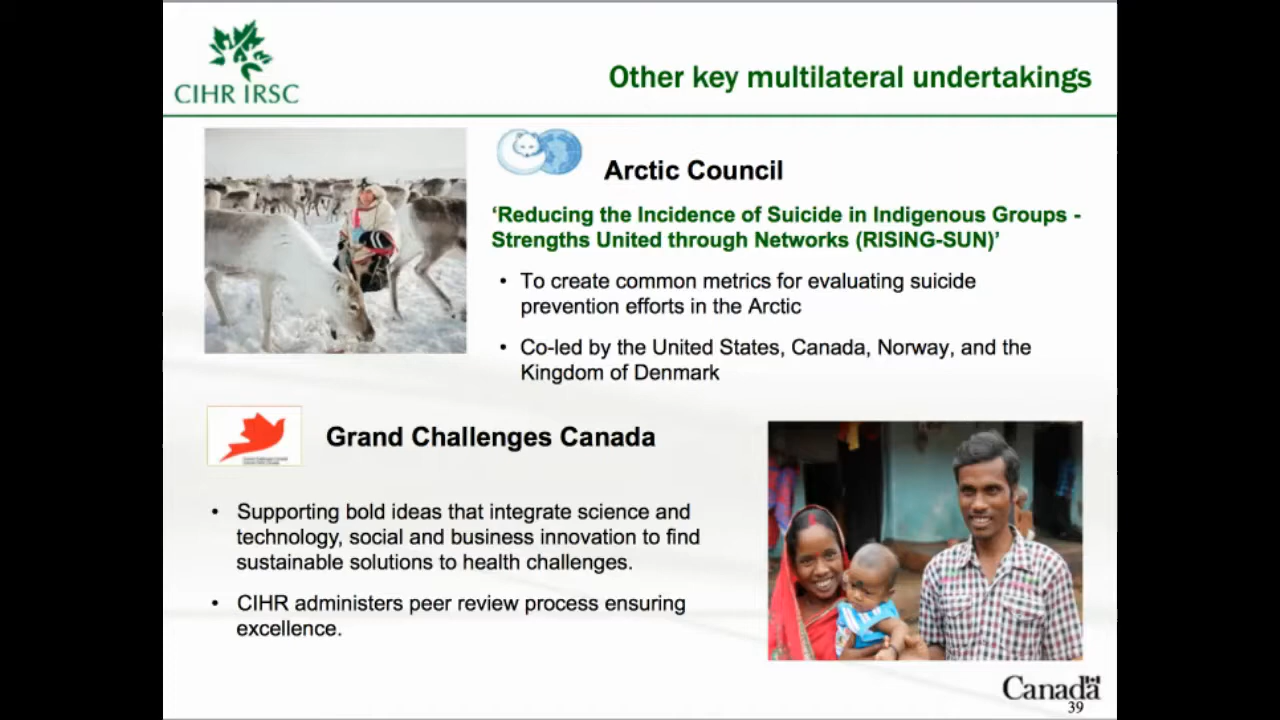 CIHR IRSC
Other key multilateral undertakings
Arctic Council
‘Reducing the Incidence of Suicide in Indigenous Groups -
Strengths United through Networks (RISING-SUN)’
• To create common metrics for evaluating suicide
prevention efforts in the Arctic
• Co-led by the United States, Canada, Norway, and the
Kingdom of Denmark
Grand Challenges Canada
• Supporting bold ideas that integrate science and
technology, social and business innovation to find
sustainable solutions to health challenges.
• CIHR administers peer review process ensuring
excellence.
Canada
39